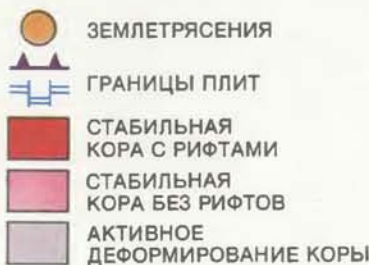 ЗЕМЛЕТРЯСЕНИЯ
ГРАНИЦЫ ПЛИТ
СТАБИЛЬНАЯ
КОРА С РИФТАМИ
СТАБИЛЬНАЯ
КОРА БЕЗ РИФТОВ
АКТИВНОЕ
ДЕФОРМИРОВАНИЕ КОРЫ